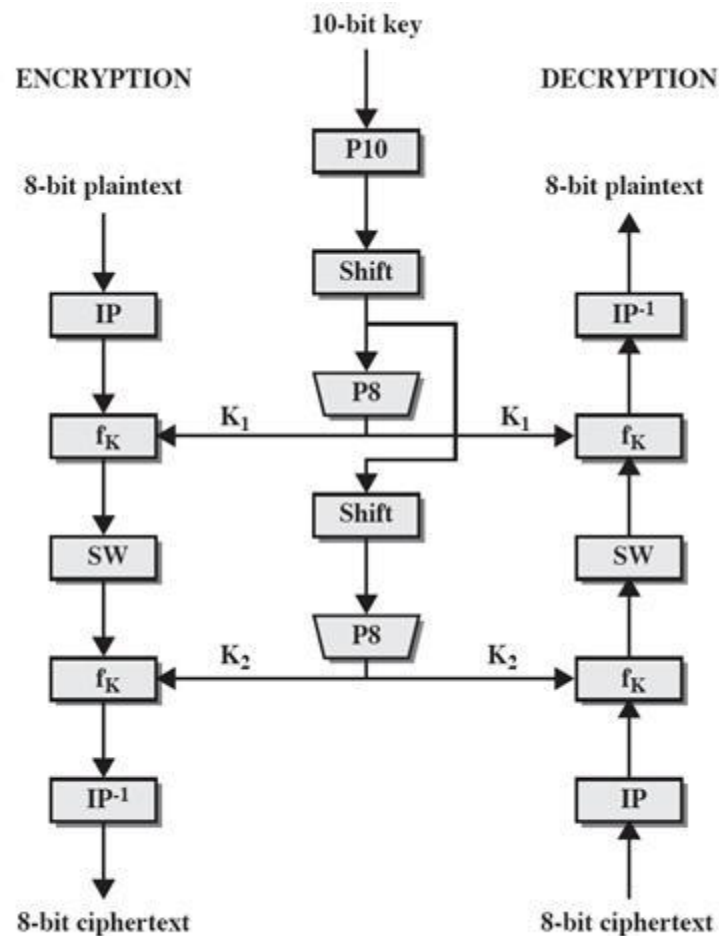 10-bit key
ENCRYPTION
DECRYPTION
P10
8-bit plaintext
8-bit plaintext
Shift
IP
IP-1
P8
K1
K1
fK
fK
Shift
SW
SW
P8
K2
K2
fK
fK
IP-1
IP
8-bit ciphertext
8-bit ciphertext